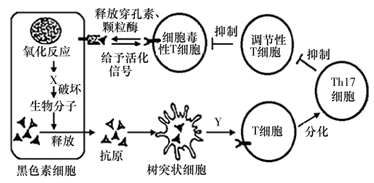 氧化反应
X 破坏
生物分子
释放
黑色素细胞
释放穿孔素、
颗粒酶
给予活化
信号
抗原
细胞毒
性T细胞
抑制
调节性
T细胞
抑制
Th17
细胞
树突状细胞
Y
T细胞
分化